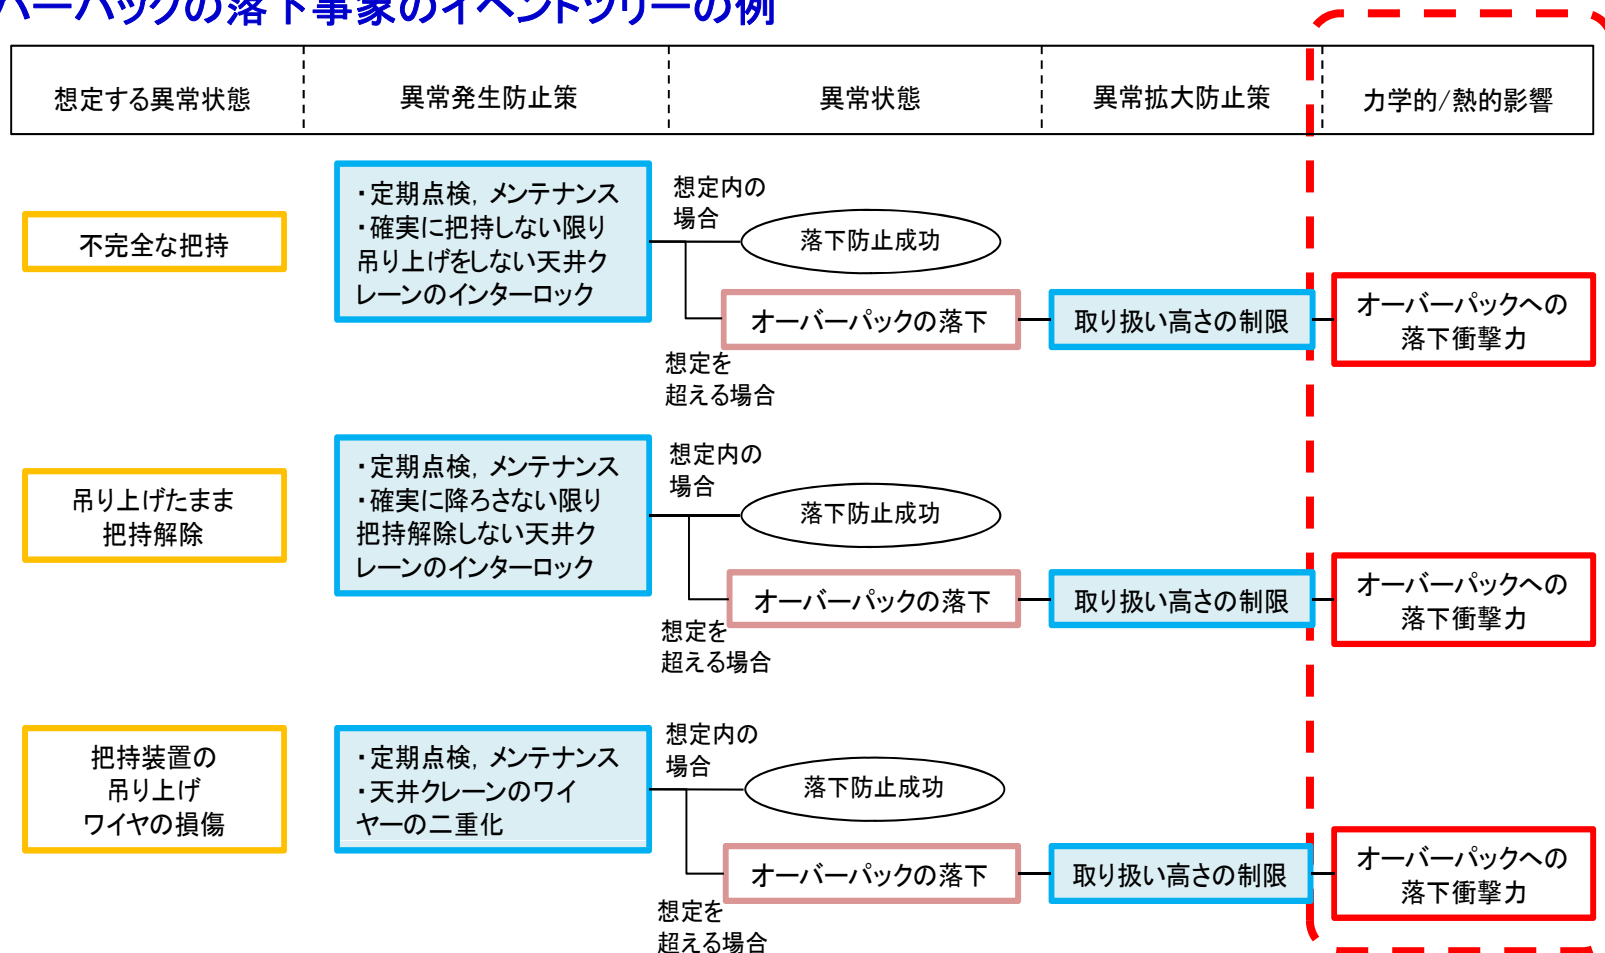 バーパックの落下事象のイベントツリーの例
想定する異常状態
異常発生防止策
異常状態
異常拡大防止策
力学的/熱的影響
不完全な把持
・定期点検，メンテナンス
・確実に把持しない限り
吊り上げをしない天井ク
レーンのインターロック
想定内の
場合
落下防止成功
オーバーパックの落下
想定を
超える場合
取り扱い高さの制限
オーバーパックへの
落下衝撃力
吊り上げたまま
把持解除
・定期点検，メンテナンス
・確実に降ろさない限り
把持解除しない天井ク
レーンのインターロック
想定内の
場合
落下防止成功
オーバーパックの落下
想定を
超える場合
取り扱い高さの制限
オーバーパックへの
落下衝撃力
把持装置の
吊り上げ
ワイヤの損傷
・定期点検，メンテナンス
・天井クレーンのワイ
ヤーの二重化
想定内の
場合
落下防止成功
オーバーパックの落下
想定を
超える場合
取り扱い高さの制限
オーバーパックへの
落下衝撃力